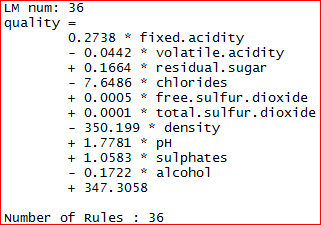 LM num: 36
quality =
0.2738 * fixed.acidity
- 0.0442 * volatile.acidity
+ 0.1664 * residual.sugar
- 7.6486 * chlorides
+ 0.0005 * free.sulfur.dioxide
+ 0.0001 * total.sulfur.dioxide
- 350.199 * density
+ 1.7781 * pH
+ 1.0583 * sulphates
- 0.1722 * alcohol
+ 347.3058
Number of Rules : 36